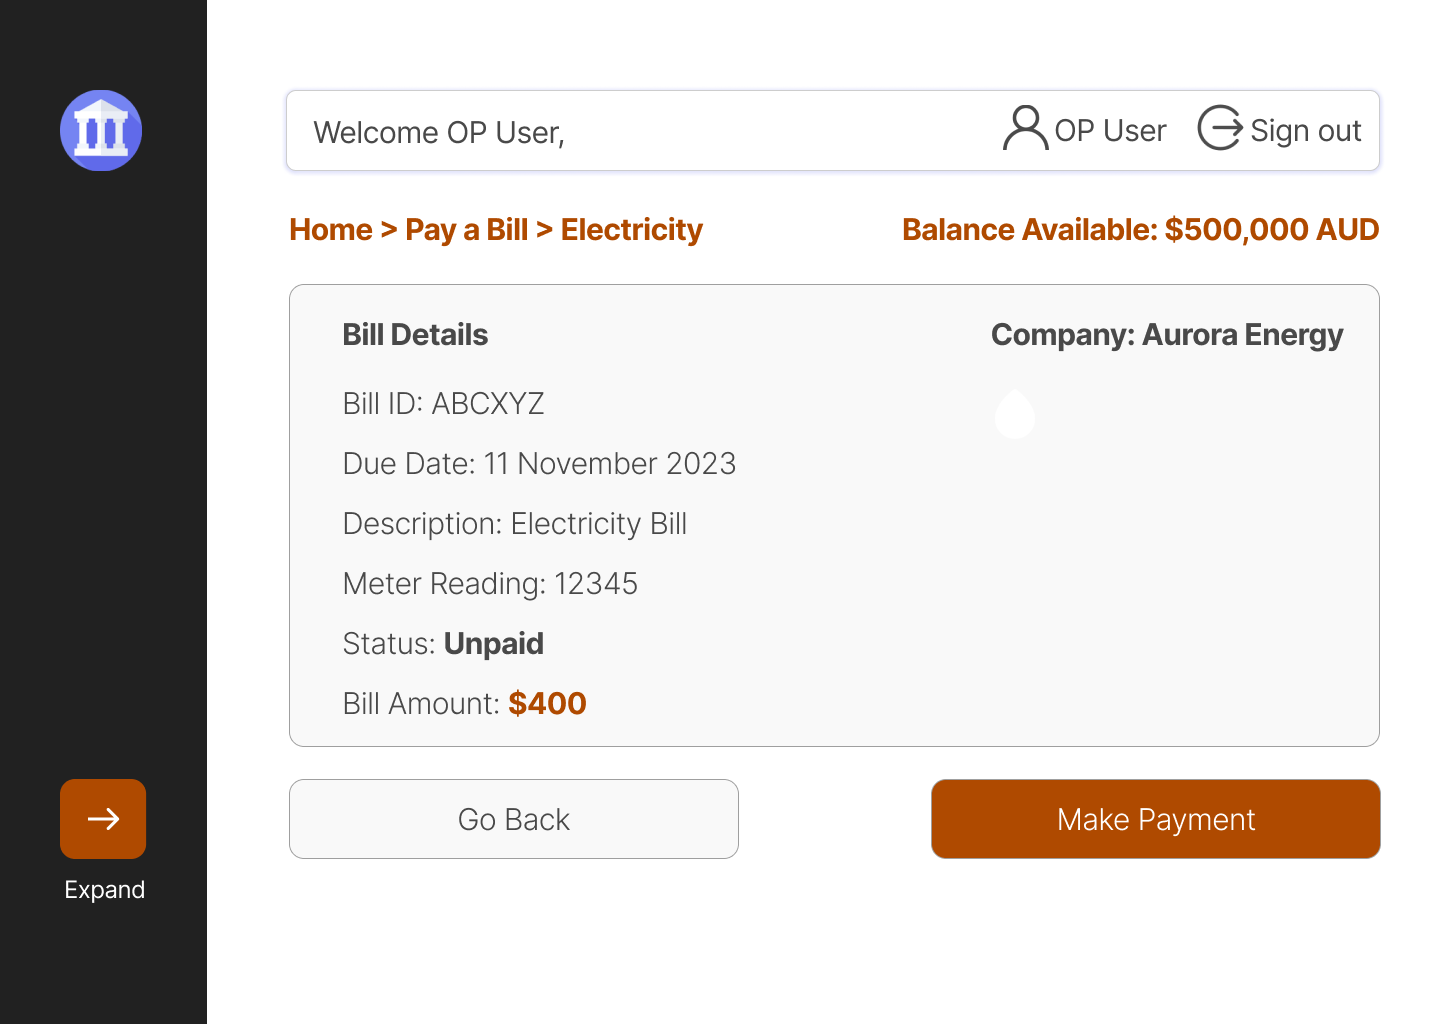 Welcome OP User,
OP User
Sign out
Home > Pay a Bill > Electricity
Balance Available: $500,000 AUD
Bill Details
Company: Aurora Energy
Bill ID: ABCXYZ
Due Date: 11 November 2023
Description: Electricity Bill
Meter Reading: 12345
Status: Unpaid
Bill Amount: $400
Go Back
Make Payment
Expand